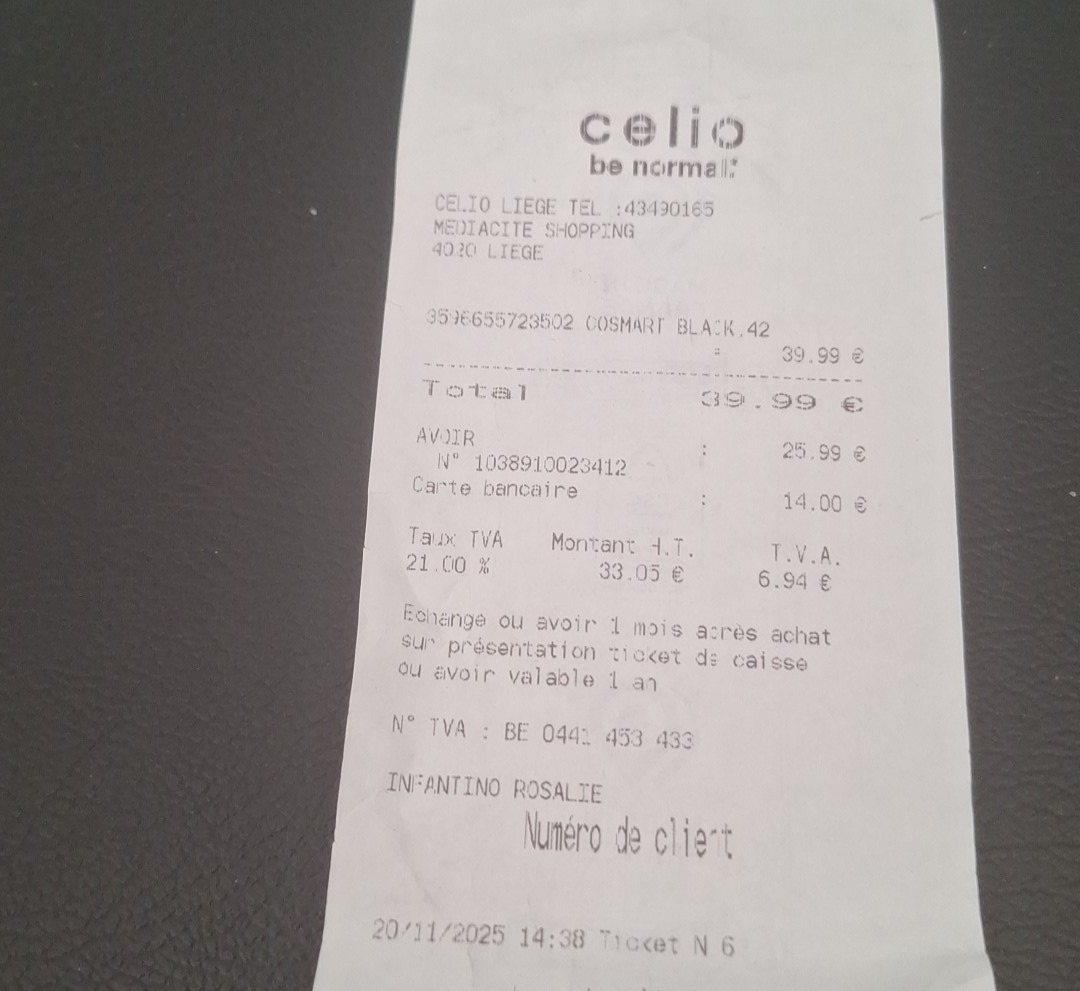 celio
be normal:
CELIO LIEGE TEL :43490165
MEDIACITE SHOPPING
4020 LIEGE
3596655723502 COSMART BLACK.42
: 39.99 €
Total 39.99 €
AVOIR : 25.99 €
N° 1038910023412
Carte bancaire : 14.00 €
Taux TVA Montant H.T. T.V.A.
21.00 % 33.05 € 6.94 €
Echange ou avoir 1 mois après achat
sur présentation ticket de caisse
ou avoir valable 1 an
N° TVA : BE 0441 453 433
INFANTINO ROSALIE
Numéro de client
20/11/2025 14:38 Ticket N 6